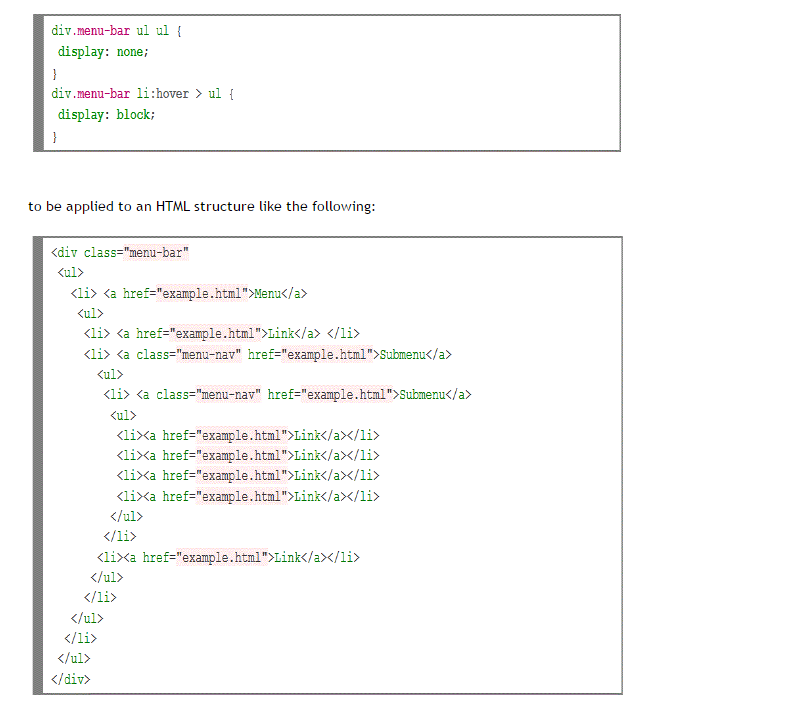 div.menu-bar ul ul {
display: none;
}
div.menu-bar li:hover > ul {
display: block;
}
to be applied to an HTML structure like the following:
<div class="menu-bar"
<ul>
<li> <a href="example.html">Menu</a>
<ul>
<li> <a href="example.html">Link</a> </li>
<li> <a class="menu-nav" href="example.html">Submenu</a>
<ul>
<li> <a class="menu-nav" href="example.html">Submenu</a>
<ul>
<li><a href="example.html">Link</a></li>
<li><a href="example.html">Link</a></li>
<li><a href="example.html">Link</a></li>
<li><a href="example.html">Link</a></li>
</ul>
</li>
<li><a href="example.html">Link</a></li>
</ul>
</li>
</ul>
</li>
</ul>
</div>